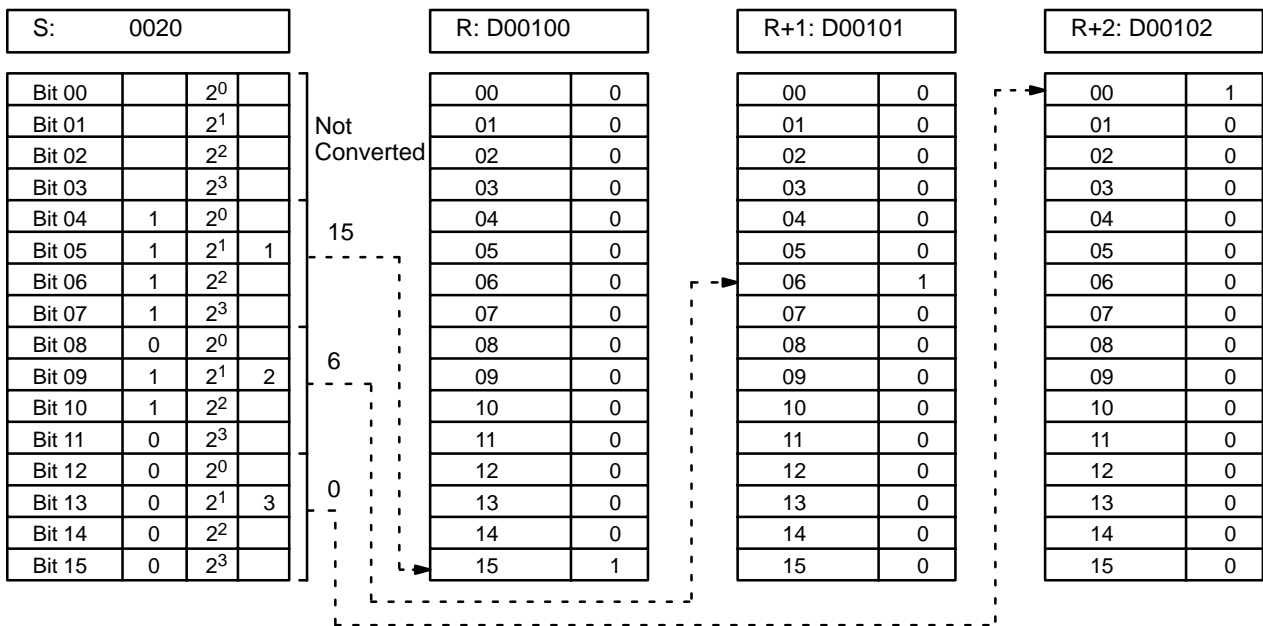 S: 0020 R: D00100 R+1: D00101 R+2: D00102
Bit 00 2⁰ 00 0 00 0 00 1
Bit 01 2¹ Not 01 0 01 0 01 0
Bit 02 2² Converted 02 0 02 0 02 0
Bit 03 2³ 03 0 03 0 03 0
Bit 04 1 2⁰ 15 04 0 04 0 04 0
Bit 05 1 2¹ 1 05 0 05 0 05 0
Bit 06 1 2² 06 0 06 1 06 0
Bit 07 1 2³ 07 0 07 0 07 0
Bit 08 0 2⁰ 6 08 0 08 0 08 0
Bit 09 1 2¹ 2 09 0 09 0 09 0
Bit 10 1 2² 10 0 10 0 10 0
Bit 11 0 2³ 11 0 11 0 11 0
Bit 12 0 2⁰ 0 12 0 12 0 12 0
Bit 13 0 2¹ 3 13 0 13 0 13 0
Bit 14 0 2² 14 0 14 0 14 0
Bit 15 0 2³ 15 1 15 0 15 0